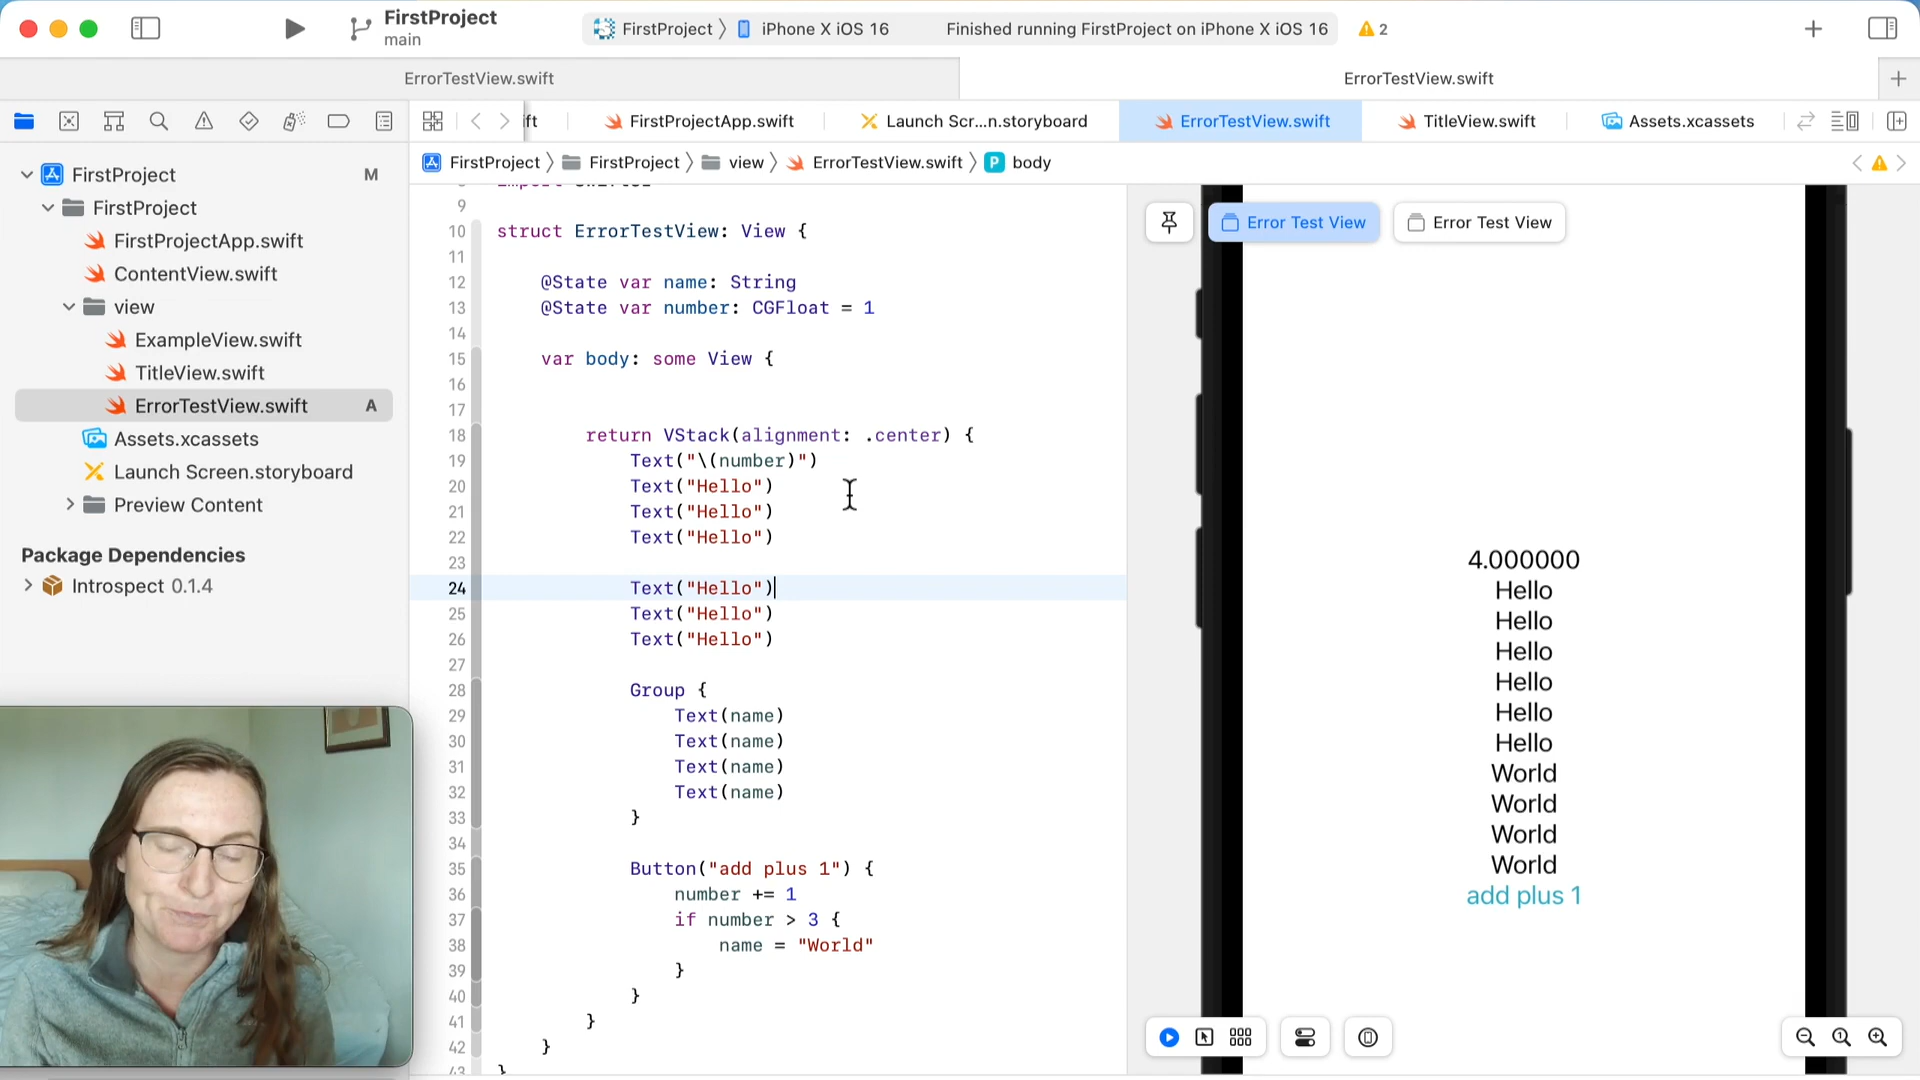 FirstProject
main
FirstProject 〉 iPhone X iOS 16
Finished running FirstProject on iPhone X iOS 16
2
ErrorTestView.swift
ErrorTestView.swift
ift
FirstProjectApp.swift
Launch Scr...n.storyboard
ErrorTestView.swift
TitleView.swift
Assets.xcassets
FirstProject 〉 FirstProject 〉 view 〉 ErrorTestView.swift 〉 P body
FirstProject M
FirstProject
FirstProjectApp.swift
ContentView.swift
view
ExampleView.swift
TitleView.swift
ErrorTestView.swift A
Assets.xcassets
Launch Screen.storyboard
Preview Content
Package Dependencies
Introspect 0.1.4
9
10 struct ErrorTestView: View {
11
12 @State var name: String
13 @State var number: CGFloat = 1
14
15 var body: some View {
16
17
18 return VStack(alignment: .center) {
19 Text("\(number)")
20 Text("Hello")
21 Text("Hello")
22 Text("Hello")
23
24 Text("Hello")
25 Text("Hello")
26 Text("Hello")
27
28 Group {
29 Text(name)
30 Text(name)
31 Text(name)
32 Text(name)
33 }
34
35 Button("add plus 1") {
36 number += 1
37 if number > 3 {
38 name = "World"
39 }
40 }
41 }
42 }
43 }
Error Test View
Error Test View
4.000000
Hello
Hello
Hello
Hello
Hello
Hello
World
World
World
World
add plus 1